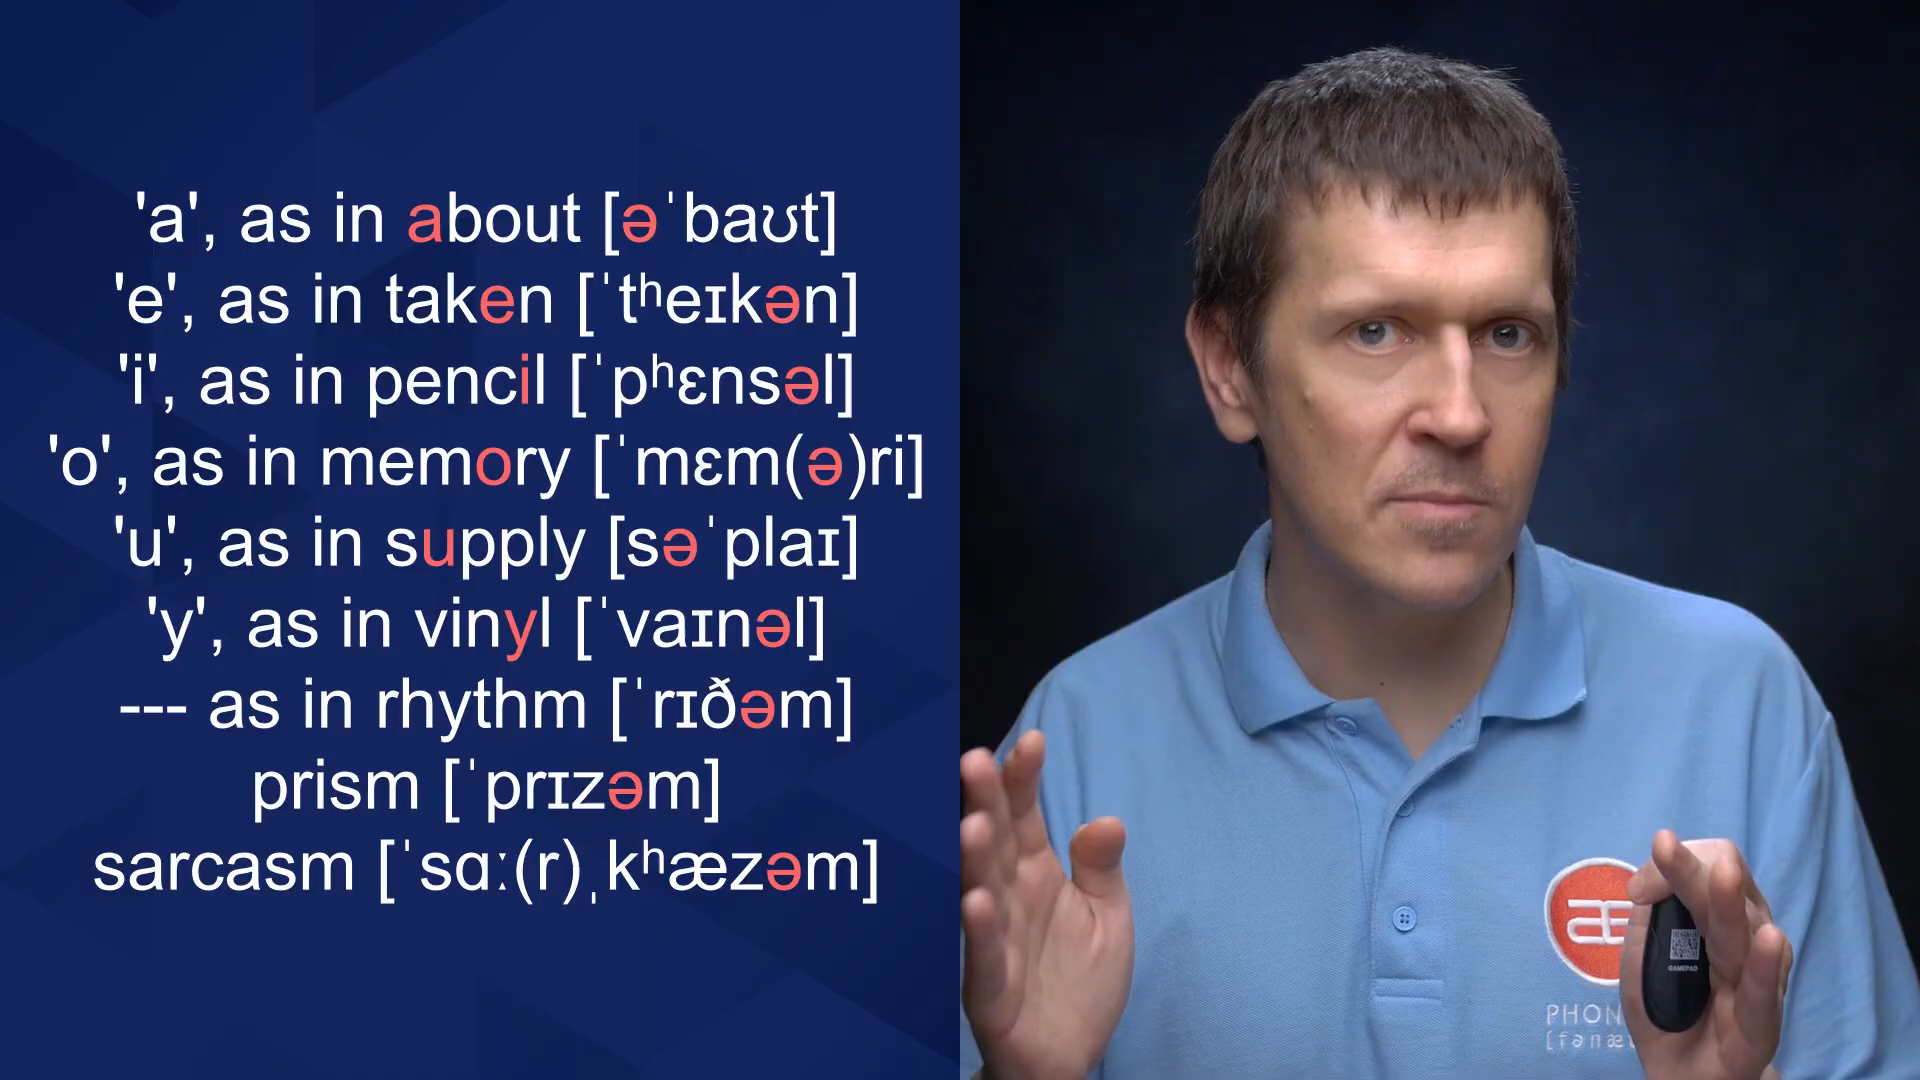 'a', as in about [əˈbaʊt]
'e', as in taken [ˈtʰeɪkən]
'i', as in pencil [ˈpʰɛnsəl]
'o', as in memory [ˈmɛm(ə)ri]
'u', as in supply [səˈplaɪ]
'y', as in vinyl [ˈvaɪnəl]
--- as in rhythm [ˈrɪðəm]
prism [ˈprɪzəm]
sarcasm [ˈsɑː(r)ˌkʰæzəm]
æ
GAMEPAD